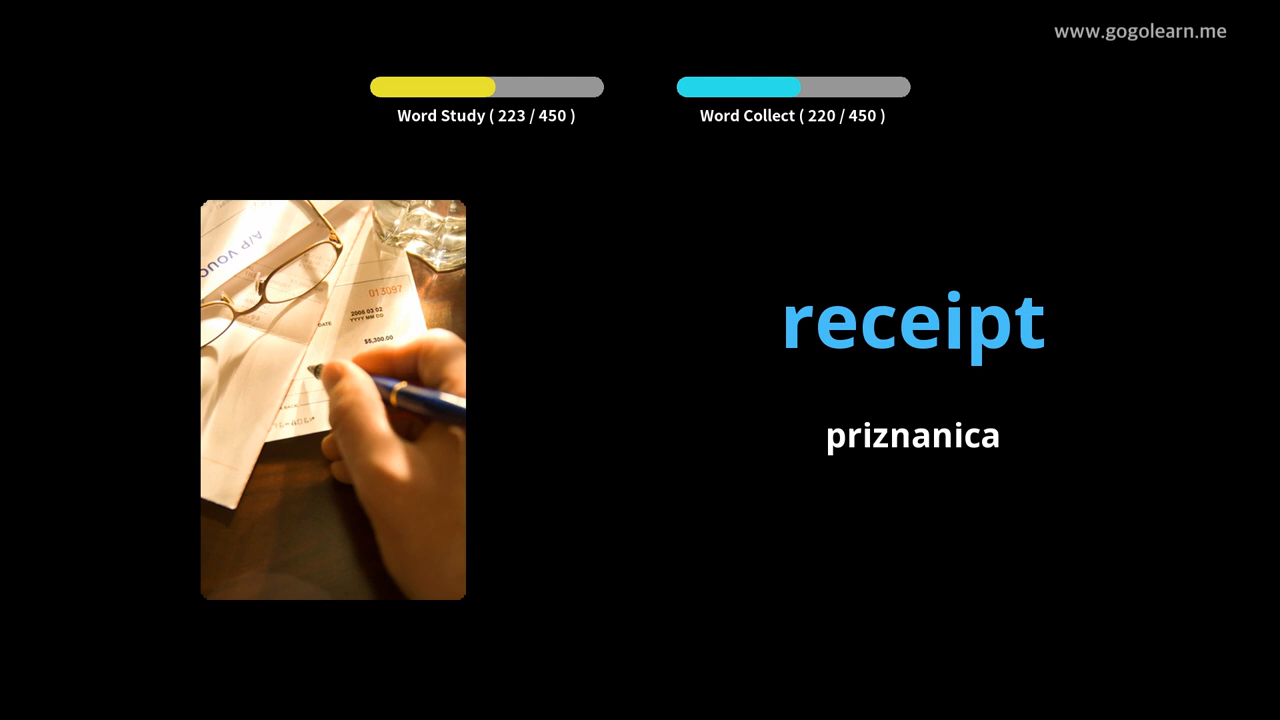 www.gogolearn.me
Word Study ( 223 / 450 )
Word Collect ( 220 / 450 )
A/P VOUC
013097
DATE
2006 03 02
YYYY MM DD
$5,300.00
receipt
priznanica